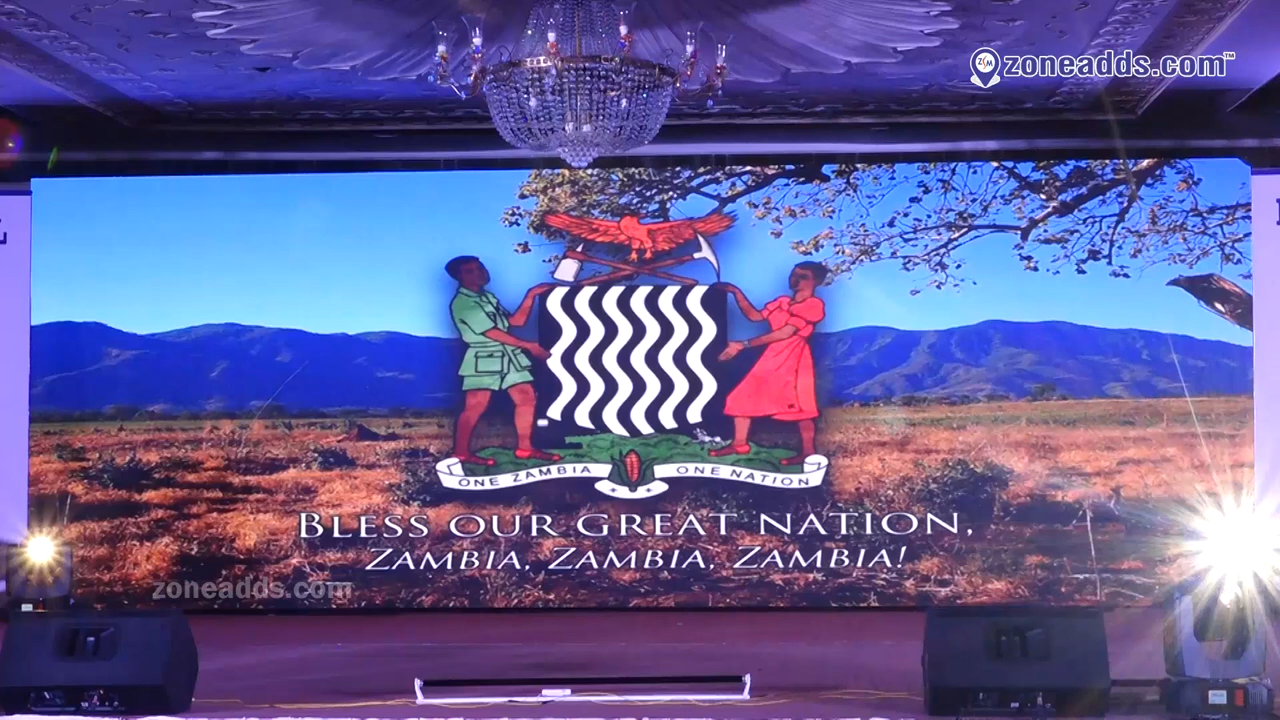 zoneadds.com™
ONE ZAMBIA ONE NATION
BLESS OUR GREAT NATION,
ZAMBIA, ZAMBIA, ZAMBIA!
zoneadds.com